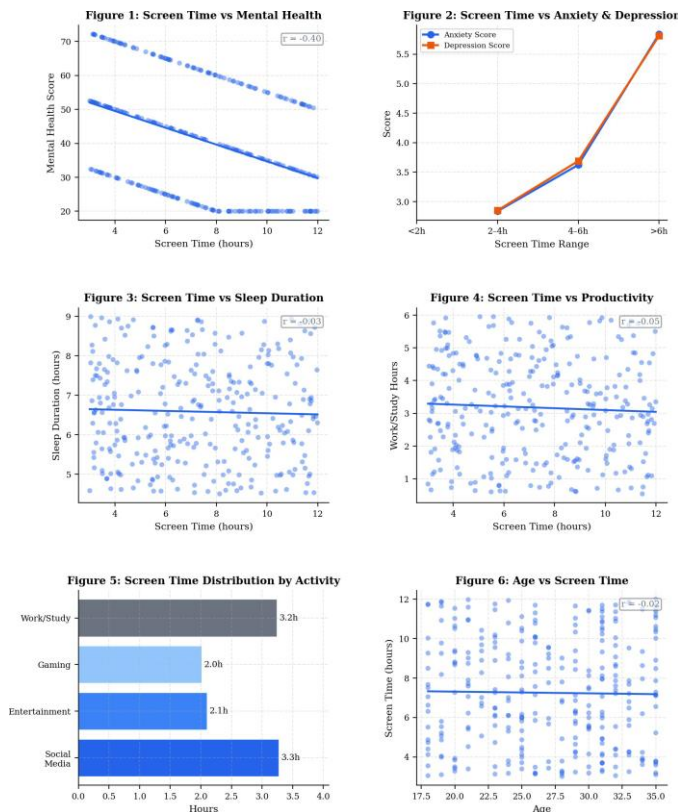 Figure 1: Screen Time vs Mental Health
r = -0.40
Mental Health Score
70
60
50
40
30
20
4
6
8
10
12
Screen Time (hours)
Figure 2: Screen Time vs Anxiety & Depression
Anxiety Score
Depression Score
Score
5.5
5.0
4.5
4.0
3.5
3.0
<2h
2-4h
4-6h
>6h
Screen Time Range
Figure 3: Screen Time vs Sleep Duration
r = -0.03
Sleep Duration (hours)
9
8
7
6
5
4
6
8
10
12
Screen Time (hours)
Figure 4: Screen Time vs Productivity
r = -0.05
Work/Study Hours
6
5
4
3
2
1
4
6
8
10
12
Screen Time (hours)
Figure 5: Screen Time Distribution by Activity
Work/Study
3.2h
Gaming
2.0h
Entertainment
2.1h
Social
Media
3.3h
0.0
0.5
1.0
1.5
2.0
2.5
3.0
3.5
4.0
Hours
Figure 6: Age vs Screen Time
r = -0.02
Screen Time (hours)
12
10
8
6
4
17.5
20.0
22.5
25.0
27.5
30.0
32.5
35.0
Age